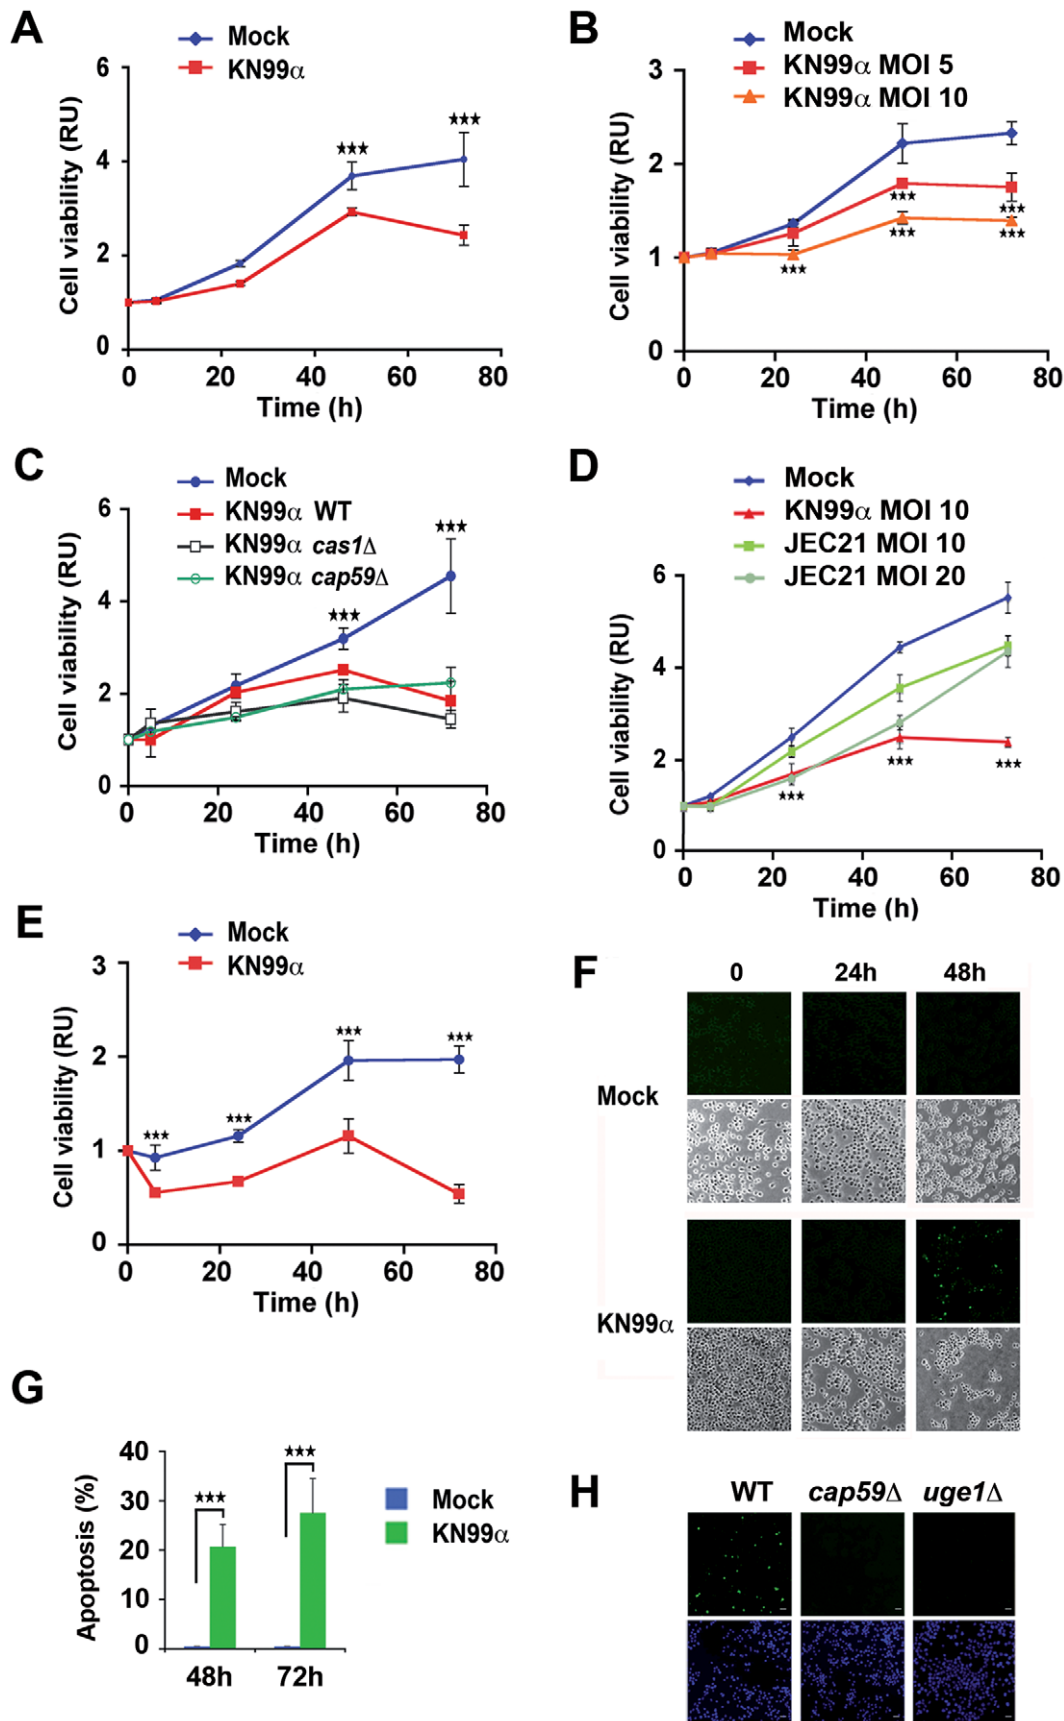 A
Mock
KN99α
Cell viability (RU)
6
4
2
0
★★★
★★★
0 20 40 60 80
Time (h)
B
Mock
KN99α MOI 5
KN99α MOI 10
Cell viability (RU)
3
2
1
0
★★★
★★★
★★★
★★★
★★★
0 20 40 60 80
Time (h)
C
Mock
KN99α WT
KN99α cas1Δ
KN99α cap59Δ
Cell viability (RU)
6
4
2
0
★★★
★★★
0 20 40 60 80
Time (h)
D
Mock
KN99α MOI 10
JEC21 MOI 10
JEC21 MOI 20
Cell viability (RU)
6
4
2
0
★★★
★★★
★★★
0 20 40 60 80
Time (h)
E
Mock
KN99α
Cell viability (RU)
3
2
1
0
★★★
★★★
★★★
★★★
0 20 40 60 80
Time (h)
F
0 24h 48h
Mock
KN99α
G
Apoptosis (%)
40
30
20
10
0
★★★
★★★
48h 72h
Mock
KN99α
H
WT cap59Δ uge1Δ